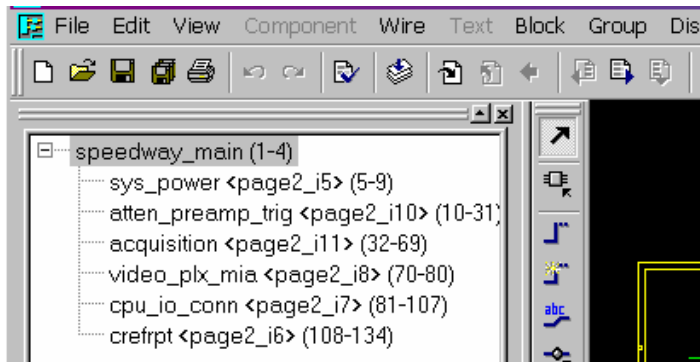 File Edit View Component Wire Text Block Group Dis
speedway_main (1-4)
sys_power <page2_i5> (5-9)
atten_preamp_trig <page2_i10> (10-31)
acquisition <page2_i11> (32-69)
video_plx_mia <page2_i8> (70-80)
cpu_io_conn <page2_i7> (81-107)
abc
crefrpt <page2_i6> (108-134)